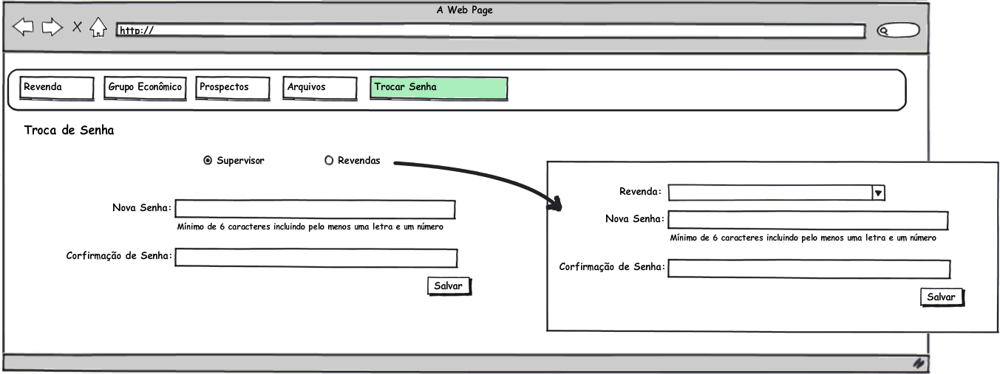 A Web Page
http://
Revenda
Grupo Econômico
Prospectos
Arquivos
Trocar Senha
Troca de Senha
Supervisor
Revendas
Nova Senha:
Mínimo de 6 caracteres incluindo pelo menos uma letra e um número
Corfirmação de Senha:
Salvar
Revenda:
Nova Senha:
Mínimo de 6 caracteres incluindo pelo menos uma letra e um número
Corfirmação de Senha:
Salvar